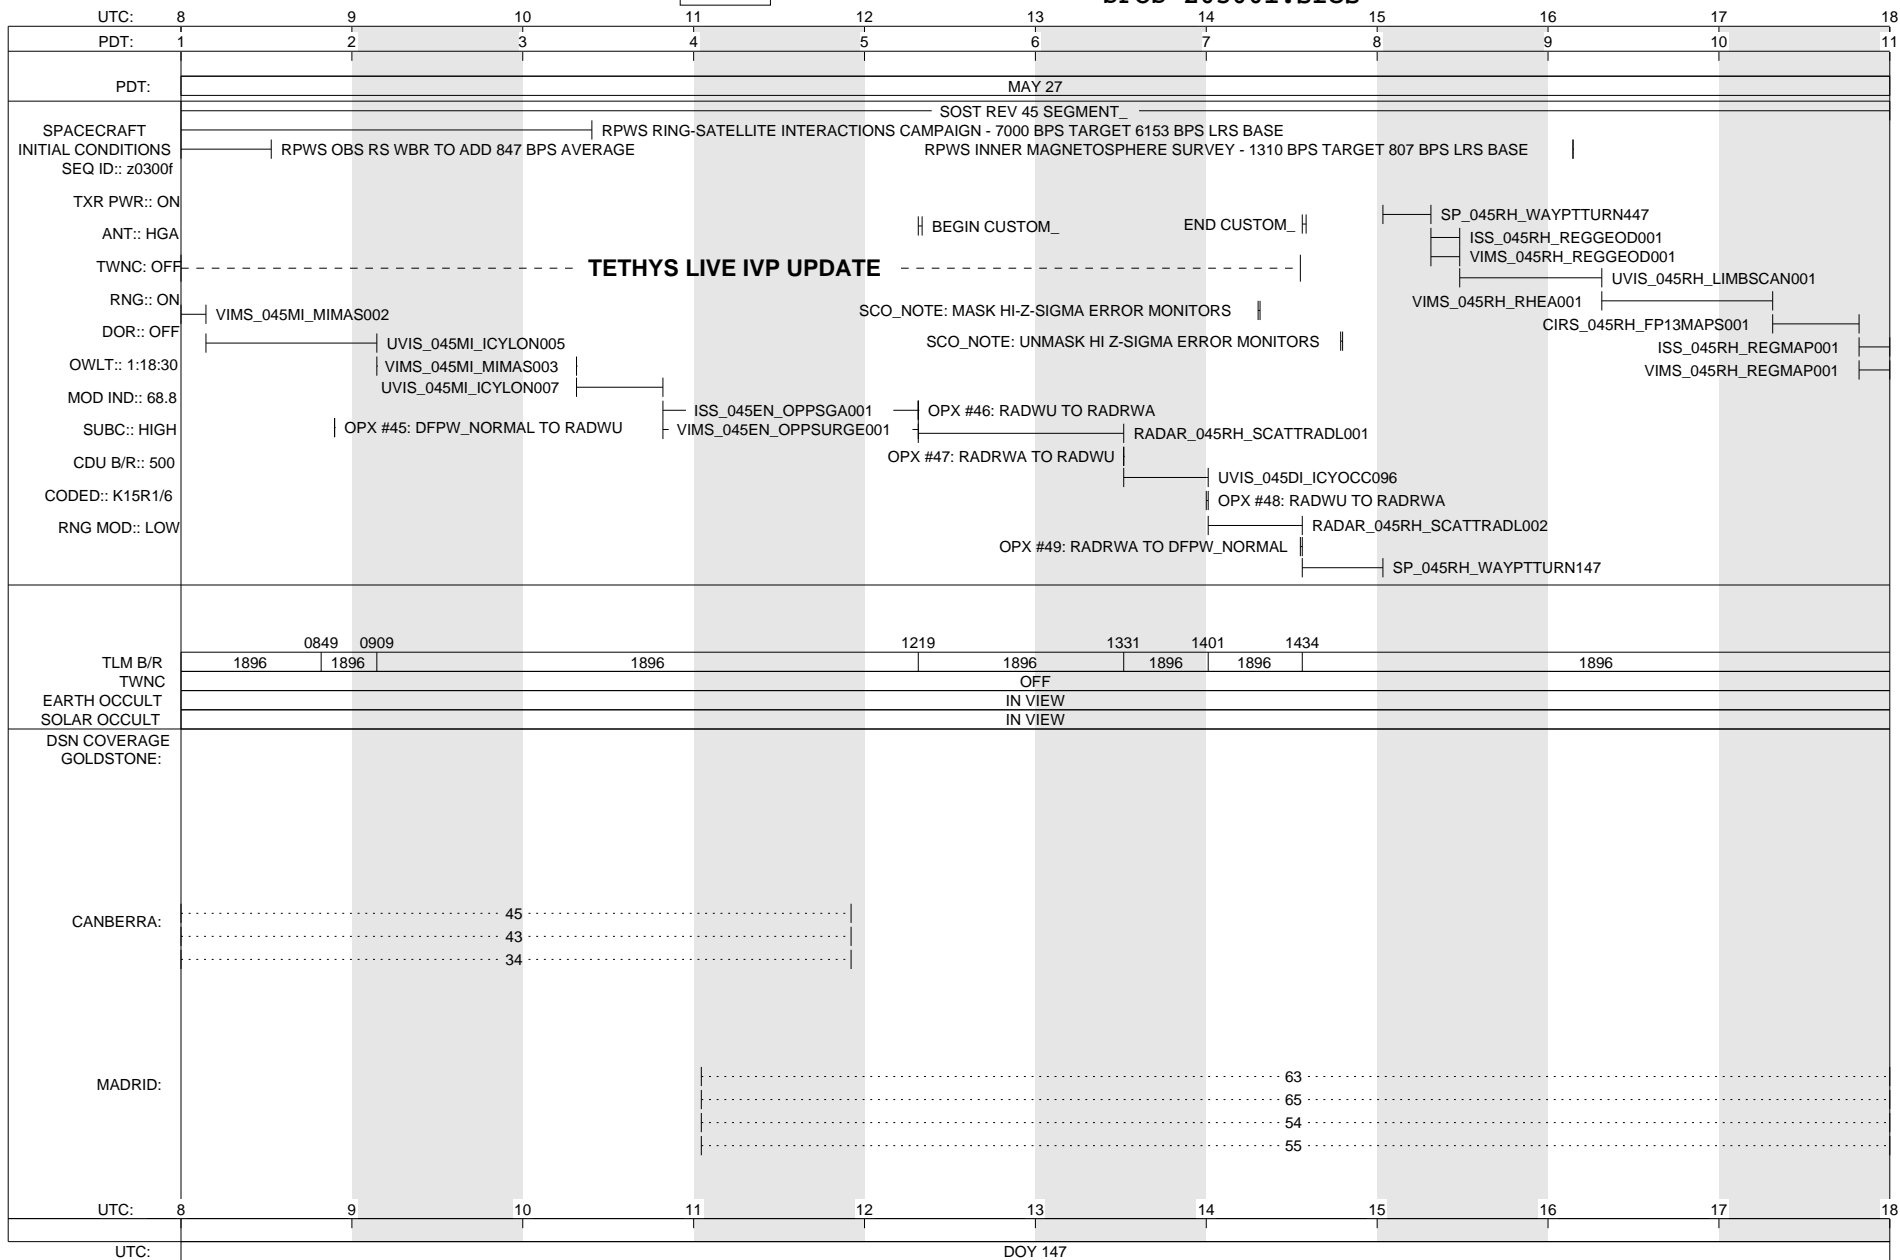 UTC: 8 9 10 11 12 13 14 15 16 17 18
PDT: 1 2 3 4 5 6 7 8 9 10 11
PDT: MAY 27
SOST REV 45 SEGMENT_
SPACECRAFT RPWS RING-SATELLITE INTERACTIONS CAMPAIGN - 7000 BPS TARGET 6153 BPS LRS BASE
INITIAL CONDITIONS RPWS OBS RS WBR TO ADD 847 BPS AVERAGE RPWS INNER MAGNETOSPHERE SURVEY - 1310 BPS TARGET 807 BPS LRS BASE
SEQ ID:: z0300f
TXR PWR:: ON
SP_045RH_WAYPTTURN447
BEGIN CUSTOM_ END CUSTOM_
ANT:: HGA ISS_045RH_REGGEOD001
VIMS_045RH_REGGEOD001
TWNC: OFF TETHYS LIVE IVP UPDATE
UVIS_045RH_LIMBSCAN001
RNG:: ON VIMS_045RH_RHEA001
VIMS_045MI_MIMAS002 SCO_NOTE: MASK HI-Z-SIGMA ERROR MONITORS
CIRS_045RH_FP13MAPS001
DOR:: OFF
UVIS_045MI_ICYLON005 SCO_NOTE: UNMASK HI Z-SIGMA ERROR MONITORS
ISS_045RH_REGMAP001
OWLT:: 1:18:30 VIMS_045MI_MIMAS003
VIMS_045RH_REGMAP001
UVIS_045MI_ICYLON007
MOD IND:: 68.8
ISS_045EN_OPPSGA001 OPX #46: RADWU TO RADRWA
SUBC:: HIGH OPX #45: DFPW_NORMAL TO RADWU VIMS_045EN_OPPSURGE001
RADAR_045RH_SCATTRADL001
CDU B/R:: 500 OPX #47: RADRWA TO RADWU
UVIS_045DI_ICYOCC096
CODED:: K15R1/6 OPX #48: RADWU TO RADRWA
RNG MOD:: LOW RADAR_045RH_SCATTRADL002
OPX #49: RADRWA TO DFPW_NORMAL
SP_045RH_WAYPTTURN147
0849 0909 1219 1331 1401 1434
TLM B/R 1896 1896 1896 1896 1896 1896 1896
TWNC OFF
EARTH OCCULT IN VIEW
SOLAR OCCULT IN VIEW
DSN COVERAGE
GOLDSTONE:
45
CANBERRA:
43
34
63
MADRID:
65
54
55
UTC: 8 9 10 11 12 13 14 15 16 17 18
UTC: DOY 147